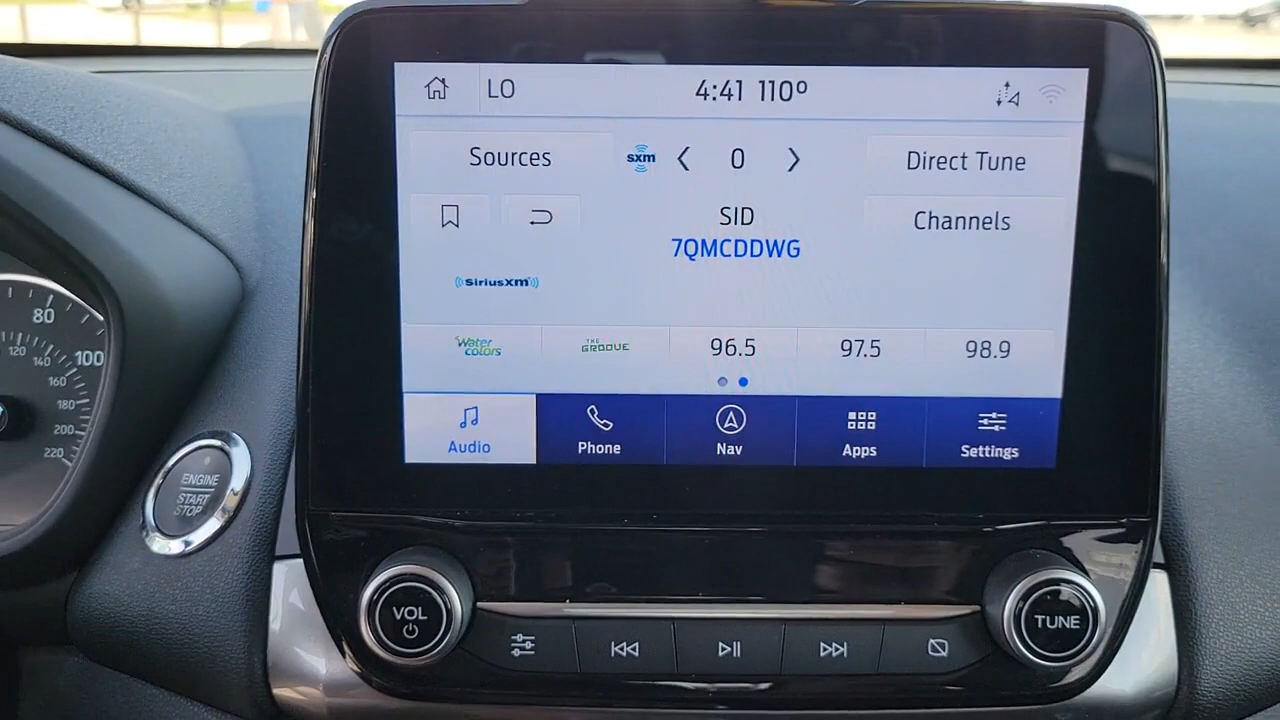 LO
4:41 110°
Sources
sxm
0
Direct Tune
SID
Channels
7QMCDDWG
SiriusXM
Water colors
THE GROOVE
96.5
97.5
98.9
Audio
Phone
Nav
Apps
Settings
80
100
120
140
160
180
200
220
ENGINE
START
STOP
VOL
TUNE